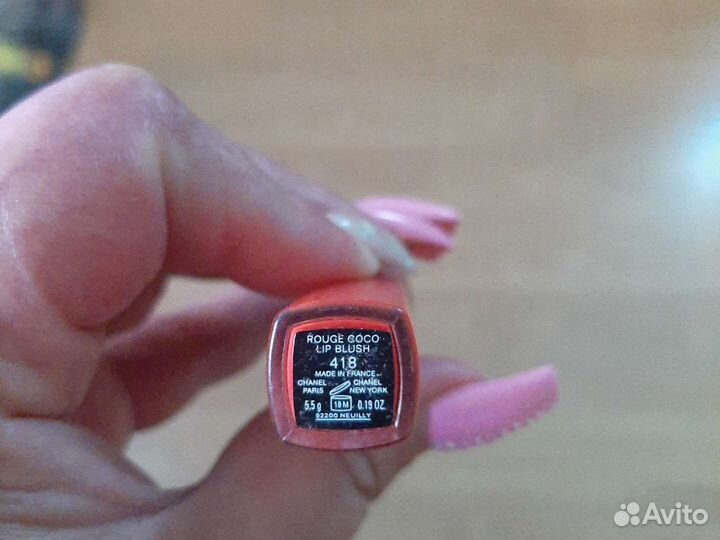 ROUGE COCO
LIP BLUSH
418
MADE IN FRANCE
CHANEL CHANEL
PARIS NEW YORK
5,5 g 18M 0.19 OZ.
92200 NEUILLY
Avito